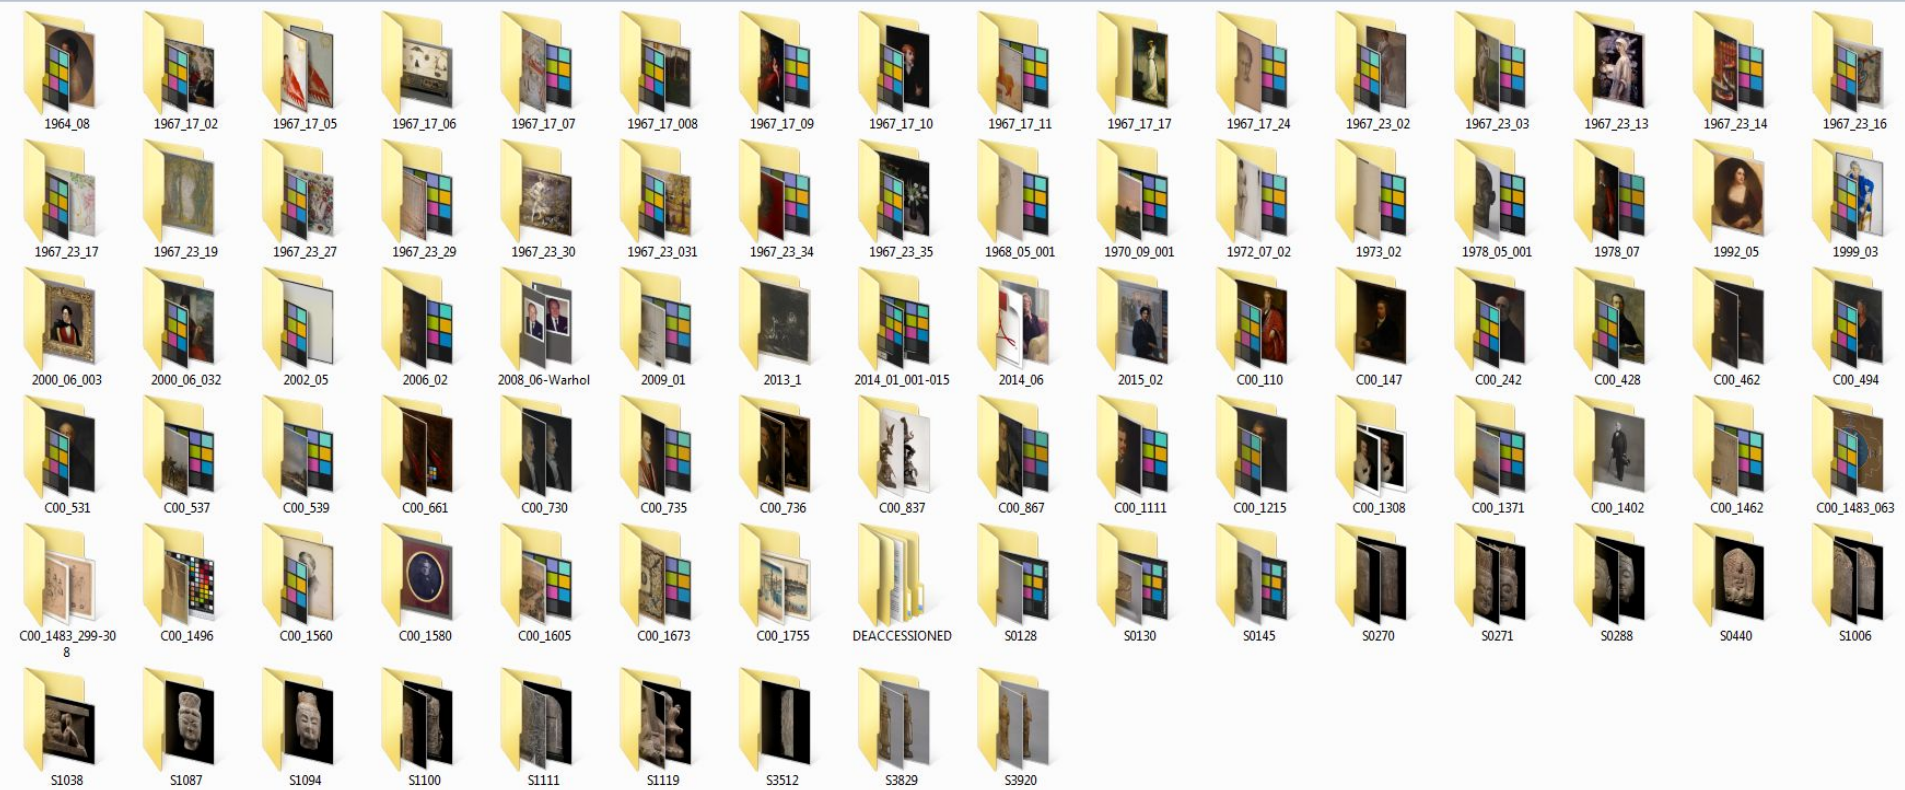 1964_08
1967_17_02
1967_17_05
1967_17_06
1967_17_07
1967_17_008
1967_17_09
1967_17_10
1967_17_11
1967_17_17
1967_17_24
1967_23_02
1967_23_03
1967_23_13
1967_23_14
1967_23_16
1967_23_17
1967_23_19
1967_23_27
1967_23_29
1967_23_30
1967_23_031
1967_23_34
1967_23_35
1968_05_001
1970_09_001
1972_07_02
1973_02
1978_05_001
1978_07
1992_05
1999_03
2000_06_003
2000_06_032
2002_05
2006_02
2008_06-Warhol
2009_01
2013_1
2014_01_001-015
2014_06
2015_02
C00_110
C00_147
C00_242
C00_428
C00_462
C00_494
C00_531
C00_537
C00_539
C00_661
C00_730
C00_735
C00_736
C00_837
C00_867
C00_1111
C00_1215
C00_1308
C00_1371
C00_1402
C00_1462
C00_1483_063
C00_1483_299-30
8
C00_1496
C00_1560
C00_1580
C00_1605
C00_1673
C00_1755
DEACCESSIONED
S0128
S0130
S0145
S0270
S0271
S0288
S0440
S1006
S1038
S1087
S1094
S1100
S1111
S1119
S3512
S3829
S3920